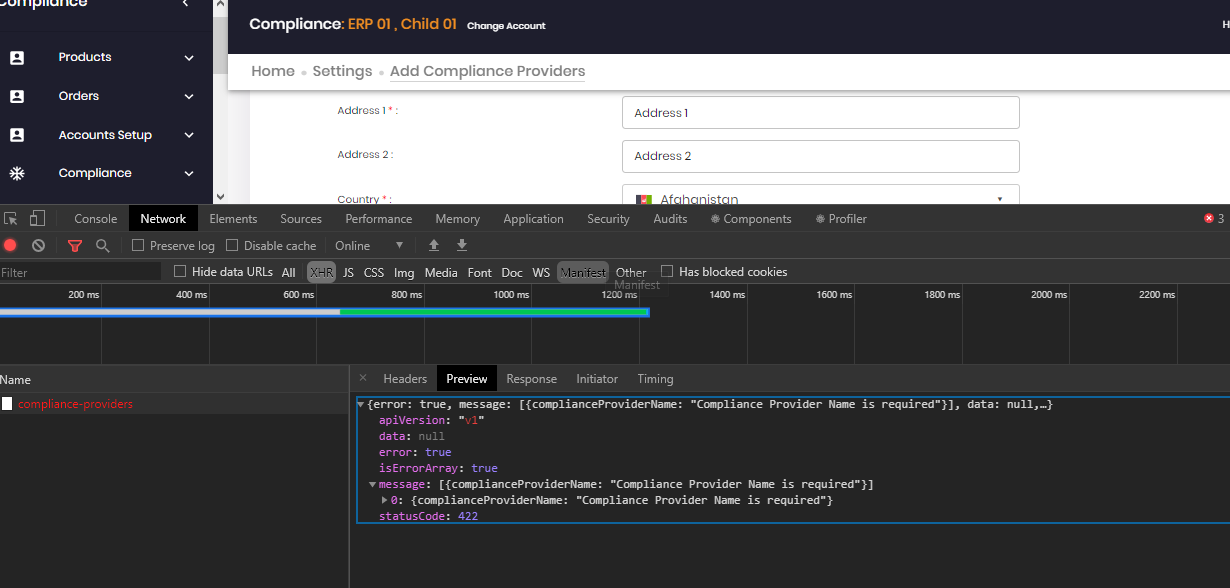 Compliance
Compliance: ERP 01 , Child 01 Change Account
Products
Home Settings Add Compliance Providers
Orders
Address 1 * :
Address 1
Accounts Setup
Address 2 :
Address 2
Compliance
Country * :
Afghanistan
Console Network Elements Sources Performance Memory Application Security Audits Components Profiler 3
Preserve log Disable cache Online
Filter Hide data URLs All XHR JS CSS Img Media Font Doc WS Manifest Other Has blocked cookies
Manifest
200 ms 400 ms 600 ms 800 ms 1000 ms 1200 ms 1400 ms 1600 ms 1800 ms 2000 ms 2200 ms
Name
Headers Preview Response Initiator Timing
compliance-providers
{error: true, message: [{complianceProviderName: "Compliance Provider Name is required"}], data: null,…}
apiVersion: "v1"
data: null
error: true
isErrorArray: true
message: [{complianceProviderName: "Compliance Provider Name is required"}]
0: {complianceProviderName: "Compliance Provider Name is required"}
statusCode: 422